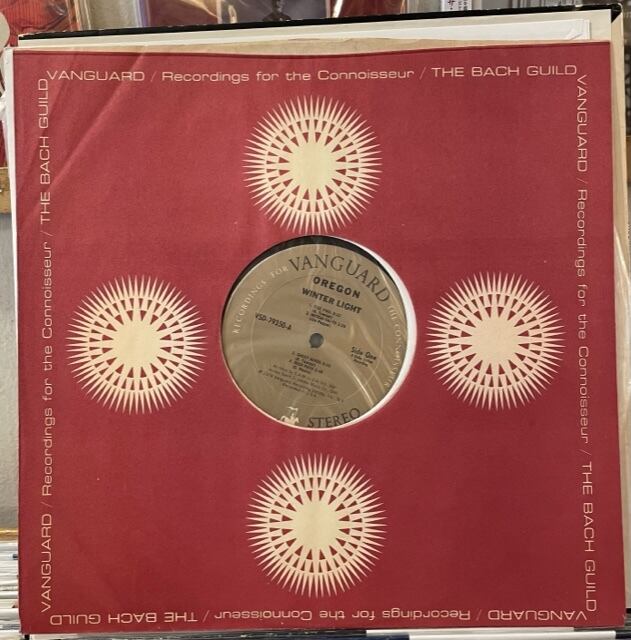 VANGUARD / Recordings for the Connoisseur / THE BACH GUILD
VANGUARD / Recordings for the Connoisseur / THE BACH GUILD
VANGUARD / Recordings for the Connoisseur / THE BACH GUILD
VANGUARD / Recordings for the Connoisseur / THE BACH GUILD
RECORDINGS FOR VANGUARD THE CONNOISSEUR
OREGON
WINTER LIGHT
VSD-79350-A
Side One
STEREO